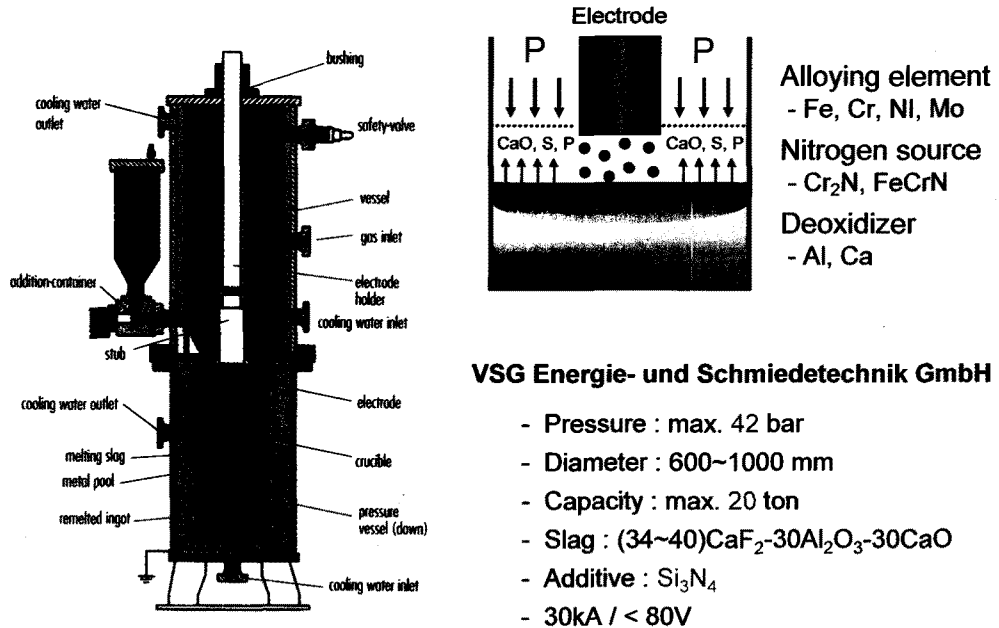 bushing
cooling water
outlet
safety-valve
vessel
gas inlet
addition-container
electrode
holder
cooling water inlet
stub
electrode
cooling water outlet
melting slag
crucible
metal pool
remelted ingot
pressure
vessel (down)
cooling water inlet
Electrode
P P
CaO, S, P CaO, S, P
Alloying element
- Fe, Cr, NI, Mo
Nitrogen source
- Cr₂N, FeCrN
Deoxidizer
- Al, Ca
VSG Energie- und Schmiedetechnik GmbH
- Pressure : max. 42 bar
- Diameter : 600~1000 mm
- Capacity : max. 20 ton
- Slag : (34~40)CaF₂-30Al₂O₃-30CaO
- Additive : Si₃N₄
- 30kA / < 80V